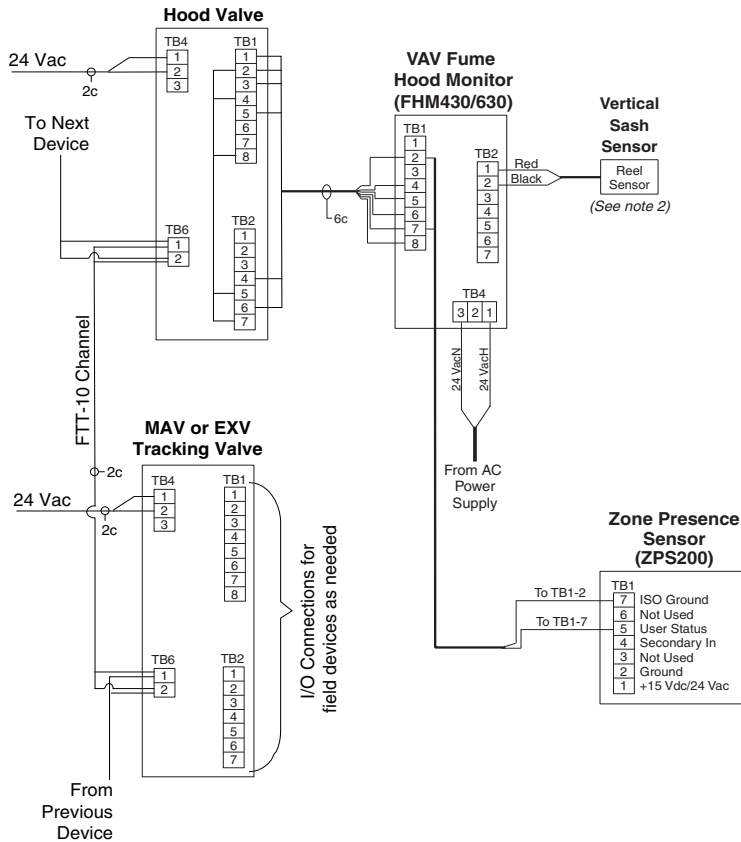 Hood Valve
TB4
1
2
3
24 Vac
2c
To Next
Device
TB6
1
2
TB1
1
2
3
4
5
6
7
8
TB2
1
2
3
4
5
6
7
6c
VAV Fume
Hood Monitor
(FHM430/630)
TB1
1
2
3
4
5
6
7
8
TB2
1
2
3
4
5
6
7
Red
Black
Vertical
Sash
Sensor
Reel
Sensor
(See note 2)
TB4
3 2 1
24 VacN
24 VacH
From AC
Power
Supply
FTT-10 Channel
2c
MAV or EXV
Tracking Valve
TB4
1
2
3
24 Vac
2c
TB6
1
2
TB1
1
2
3
4
5
6
7
8
TB2
1
2
3
4
5
6
7
I/O Connections for
field devices as needed
From
Previous
Device
Zone Presence
Sensor
(ZPS200)
To TB1-2
To TB1-7
TB1
7 ISO Ground
6 Not Used
5 User Status
4 Secondary In
3 Not Used
2 Ground
1 +15 Vdc/24 Vac